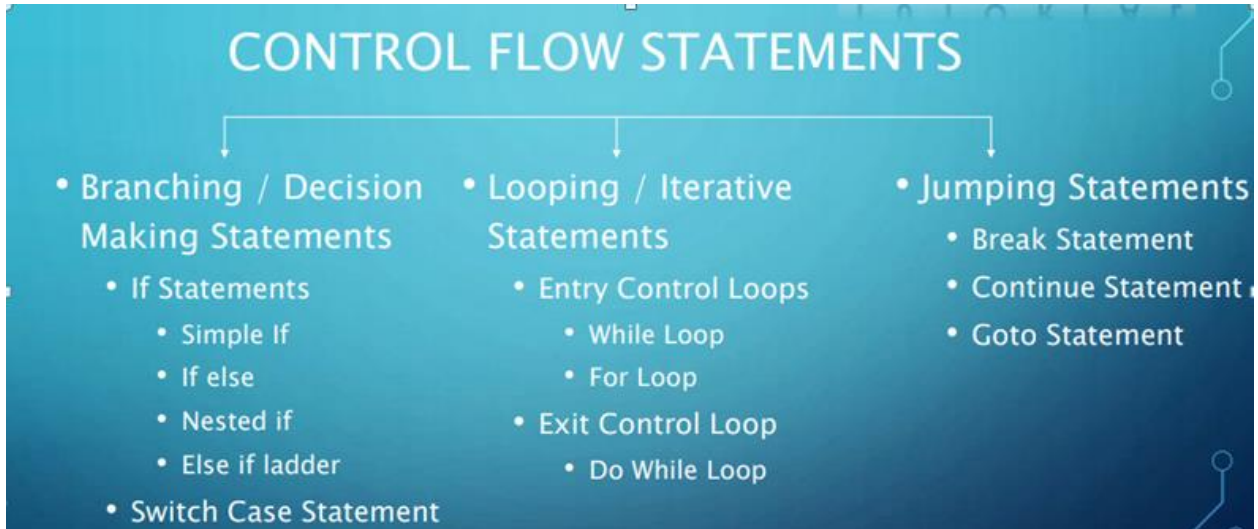 CONTROL FLOW STATEMENTS
• Branching / Decision
Making Statements
• If Statements
• Simple If
• If else
• Nested if
• Else if ladder
• Switch Case Statement
• Looping / Iterative
Statements
• Entry Control Loops
• While Loop
• For Loop
• Exit Control Loop
• Do While Loop
• Jumping Statements
• Break Statement
• Continue Statement
• Goto Statement